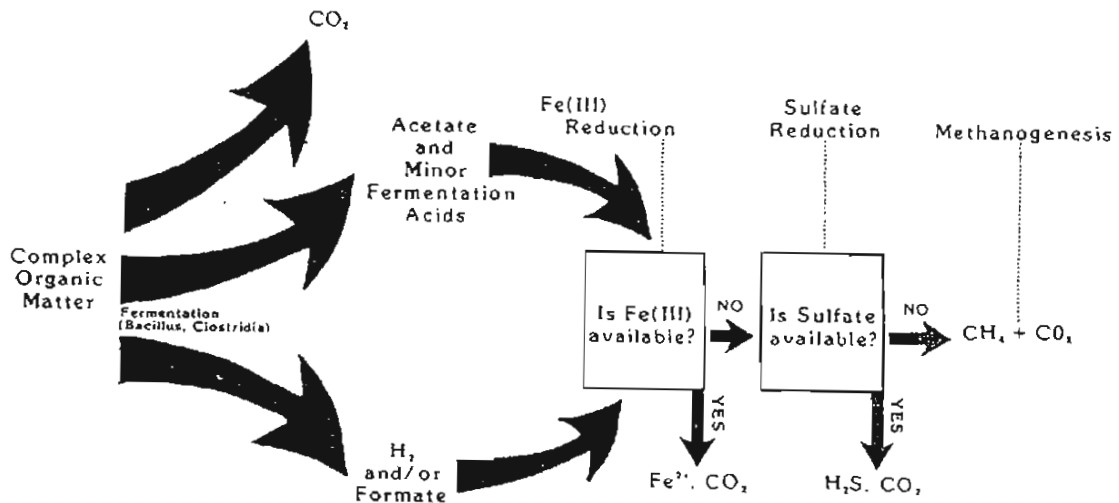 CO₂
Acetate
and
Minor
Fermentation
Acids
Fe(III)
Reduction
Sulfate
Reduction
Methanogenesis
Complex
Organic
Matter
Fermentation
(Bacillus, Clostridia)
Is Fe(III)
available?
NO
Is Sulfate
available?
NO
CH₄ + CO₂
YES
YES
H₂
and/or
Formate
Fe²⁺. CO₂
H₂S. CO₂